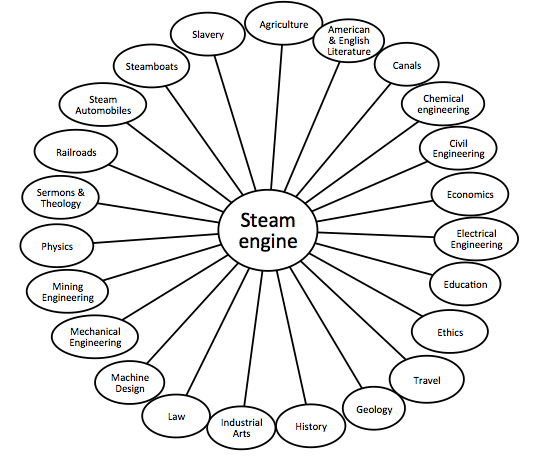 Agriculture
American
& English
Literature
Canals
Chemical
engineering
Civil
Engineering
Economics
Electrical
Engineering
Education
Ethics
Travel
Geology
History
Industrial
Arts
Law
Machine
Design
Mechanical
Engineering
Mining
Engineering
Physics
Sermons &
Theology
Railroads
Steam
Automobiles
Steamboats
Slavery
Steam
engine